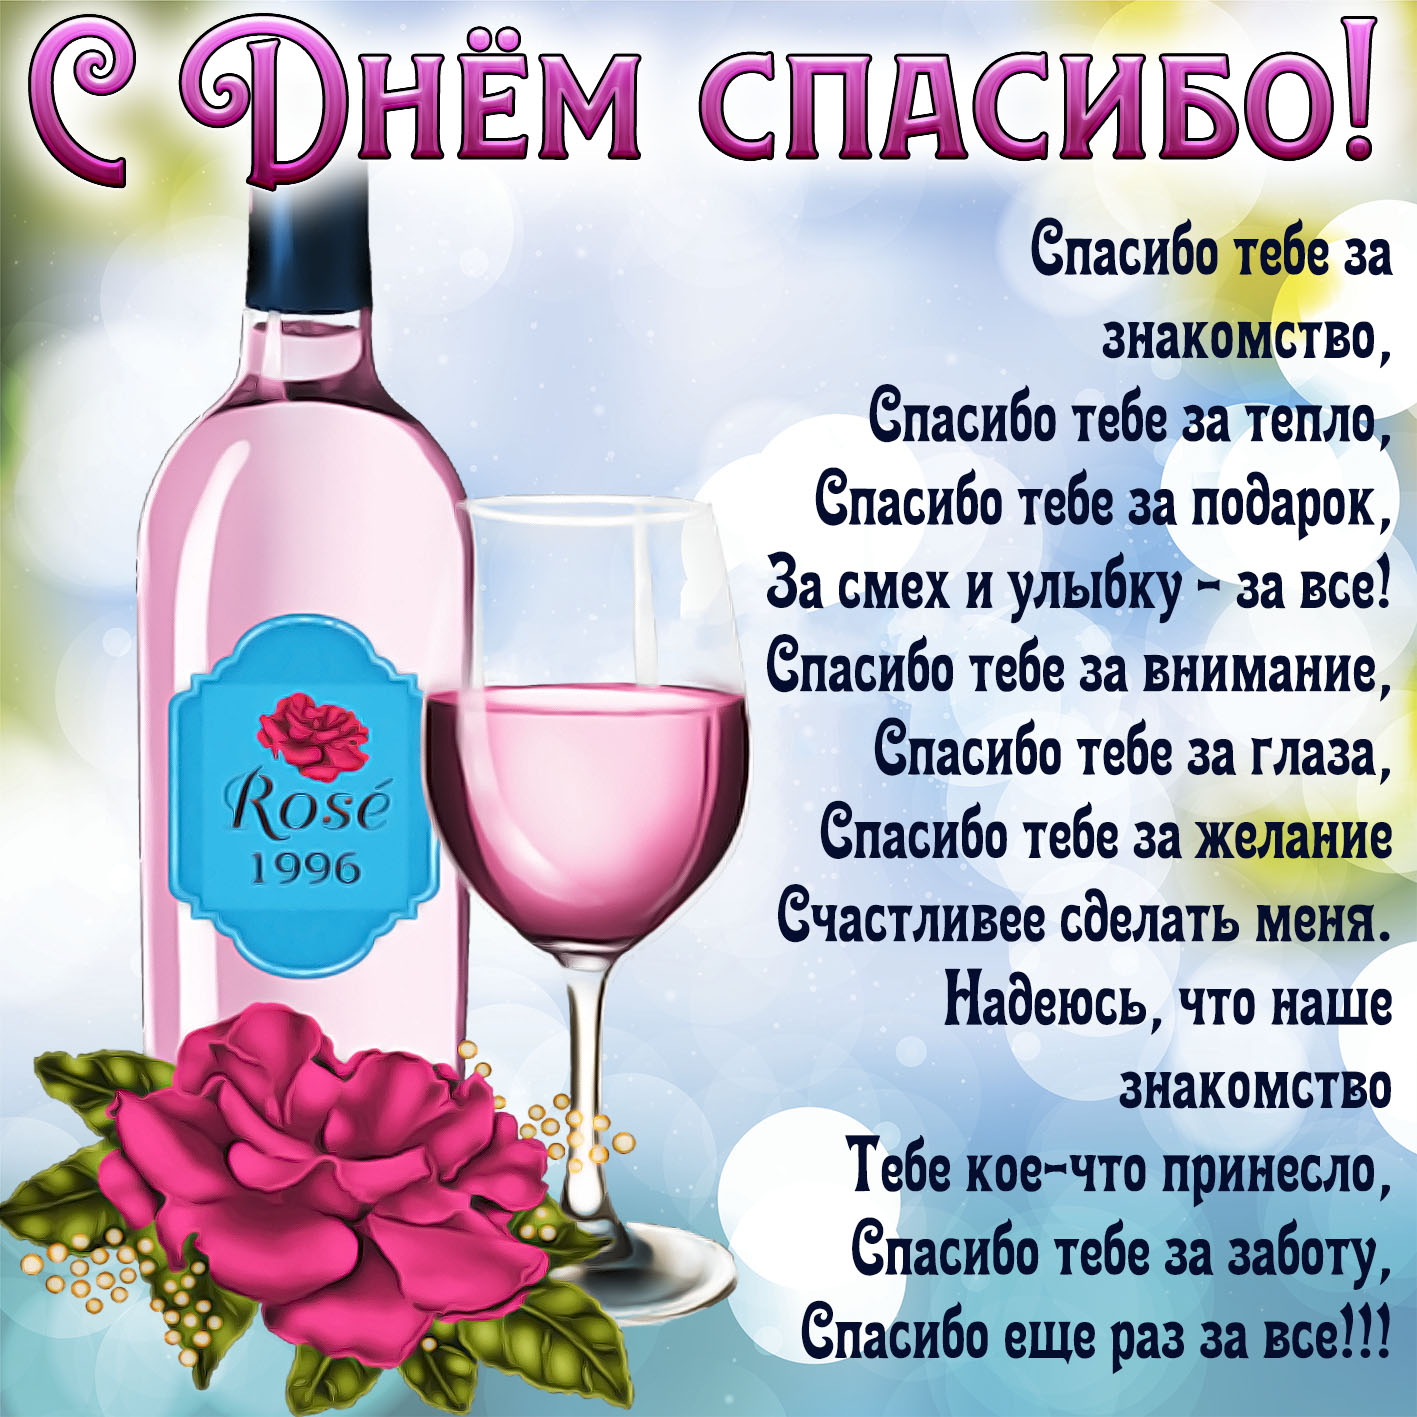 С Днём спасибо!
Спасибо тебе за
знакомство,
Спасибо тебе за тепло,
Спасибо тебе за подарок,
За смех и улыбку - за все!
Спасибо тебе за внимание,
Спасибо тебе за глаза,
Спасибо тебе за желание
Счастливее сделать меня.
Надеюсь, что наше
знакомство
Тебе кое-что принесло,
Спасибо тебе за заботу,
Спасибо еще раз за все!!!
Rosé
1996